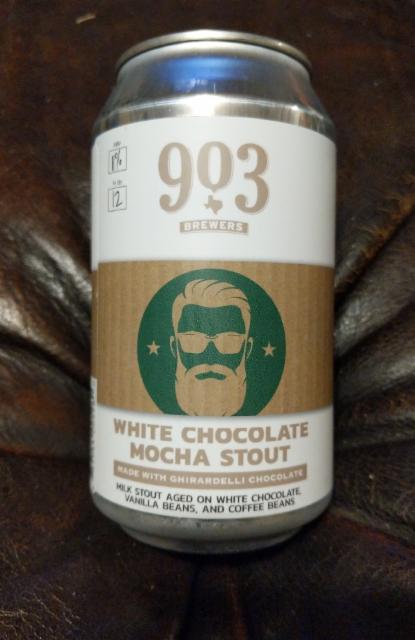 12
903
BREWERS
WHITE CHOCOLATE
MOCHA STOUT
MADE WITH GHIRARDELLI CHOCOLATE
MILK STOUT AGED ON WHITE CHOCOLATE,
VANILLA BEANS, AND COFFEE BEANS